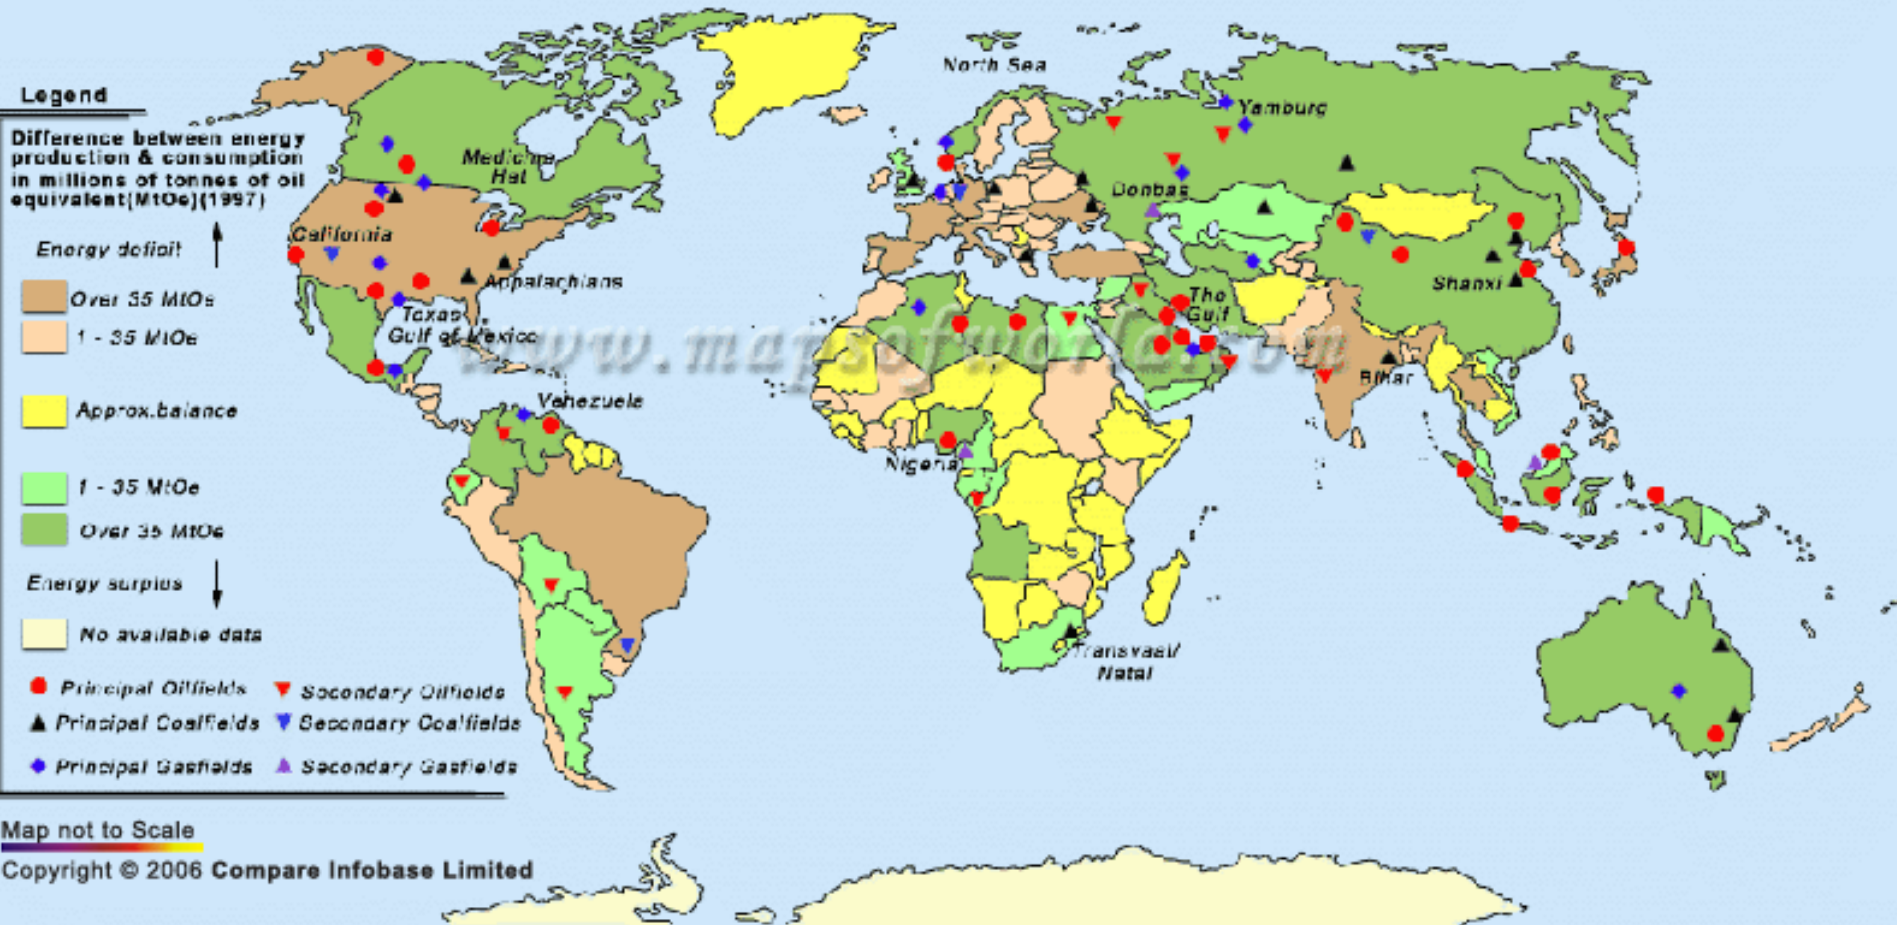 Legend
Difference between energy
production & consumption
in millions of tonnes of oil
equivalent(MtOe)(1997)
Energy deficit
Over 35 MtOe
1 - 35 MtOe
Approx.balance
1 - 35 MtOe
Over 35 MtOe
Energy surplus
No available data
Principal Oilfields
Secondary Oilfields
Principal Coalfields
Secondary Coalfields
Principal Gasfields
Secondary Gasfields
Map not to Scale
Copyright © 2006 Compare Infobase Limited
North Sea
Yamburg
Medicine
Hat
Donbas
California
Appalachians
Shanxi
The
Gulf
Texas
Gulf of Mexico
www.mapsofworld.com
Bihar
Venezuela
Nigeria
Transvaal/
Natal